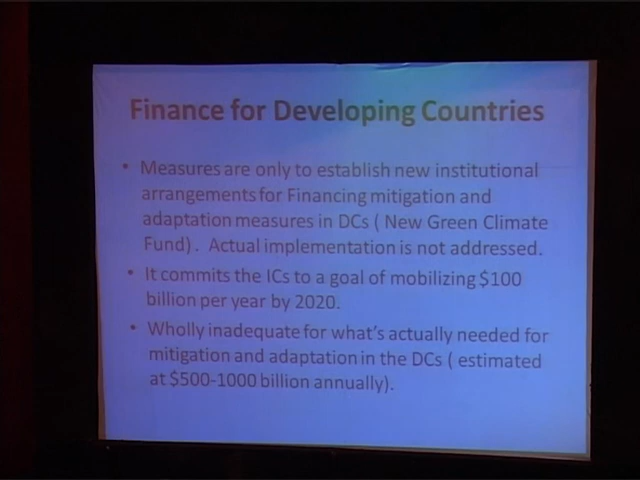 Finance for Developing Countries
• Measures are only to establish new institutional
arrangements for Financing mitigation and
adaptation measures in DCs ( New Green Climate
Fund) . Actual implementation is not addressed.
• It commits the ICs to a goal of mobilizing $100
billion per year by 2020.
• Wholly inadequate for what's actually needed for
mitigation and adaptation in the DCs ( estimated
at $500-1000 billion annually).